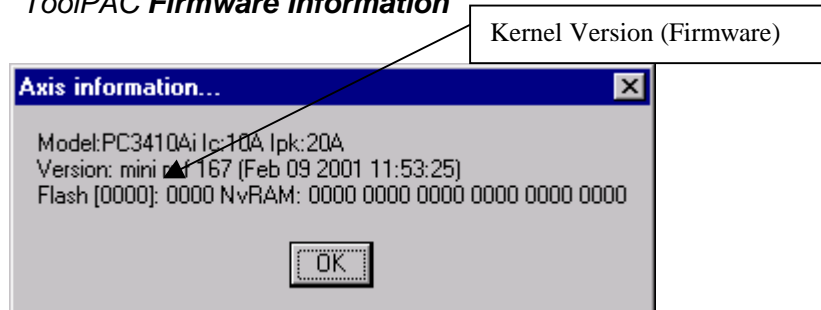 ToolPAC Firmware Information
Kernel Version (Firmware)
Axis information...
Model:PC3410Ai Ic:10A Ipk:20A
Version: mini 167 (Feb 09 2001 11:53:25)
Flash [0000]: 0000 NvRAM: 0000 0000 0000 0000 0000 0000
OK